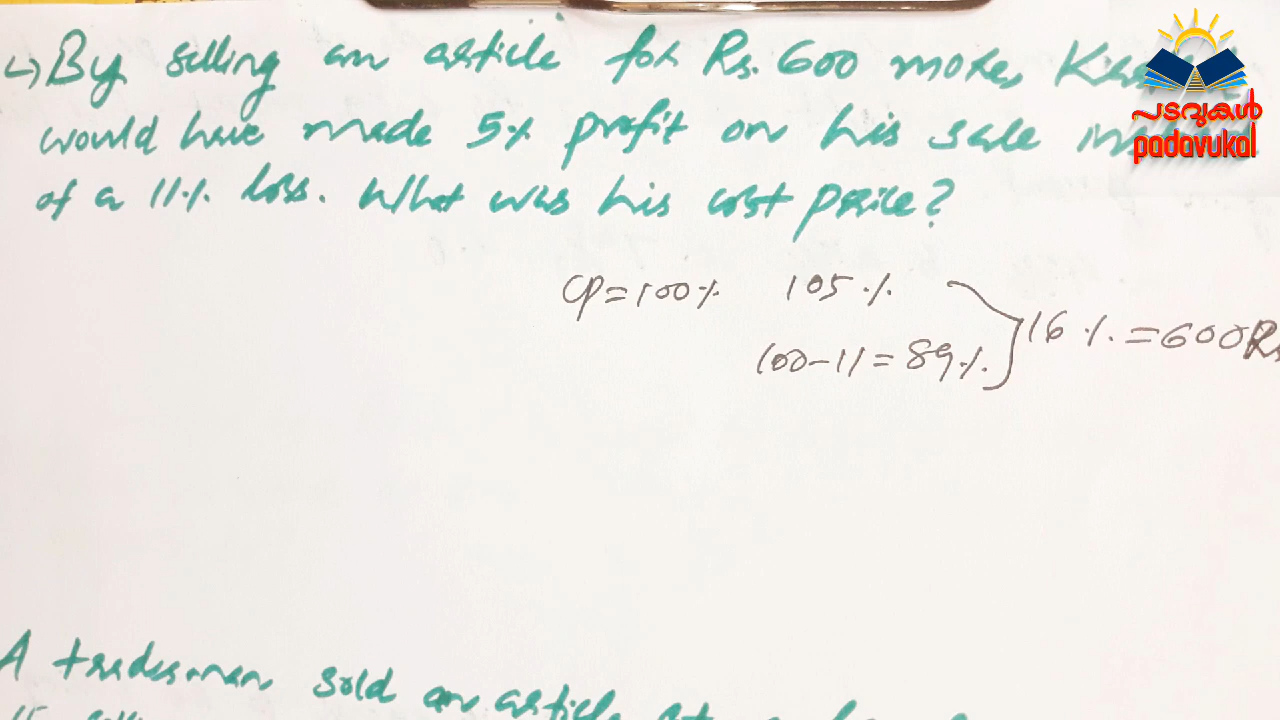 ↳ By selling an article for Rs. 600 more,
would have made 5% profit on his sale
of a 11% loss. What was his cost price?
CP=100% 105%
100-11=89%
16%=600Rs
A tradesman sold an article at a
പടവുകൾ
padavukal